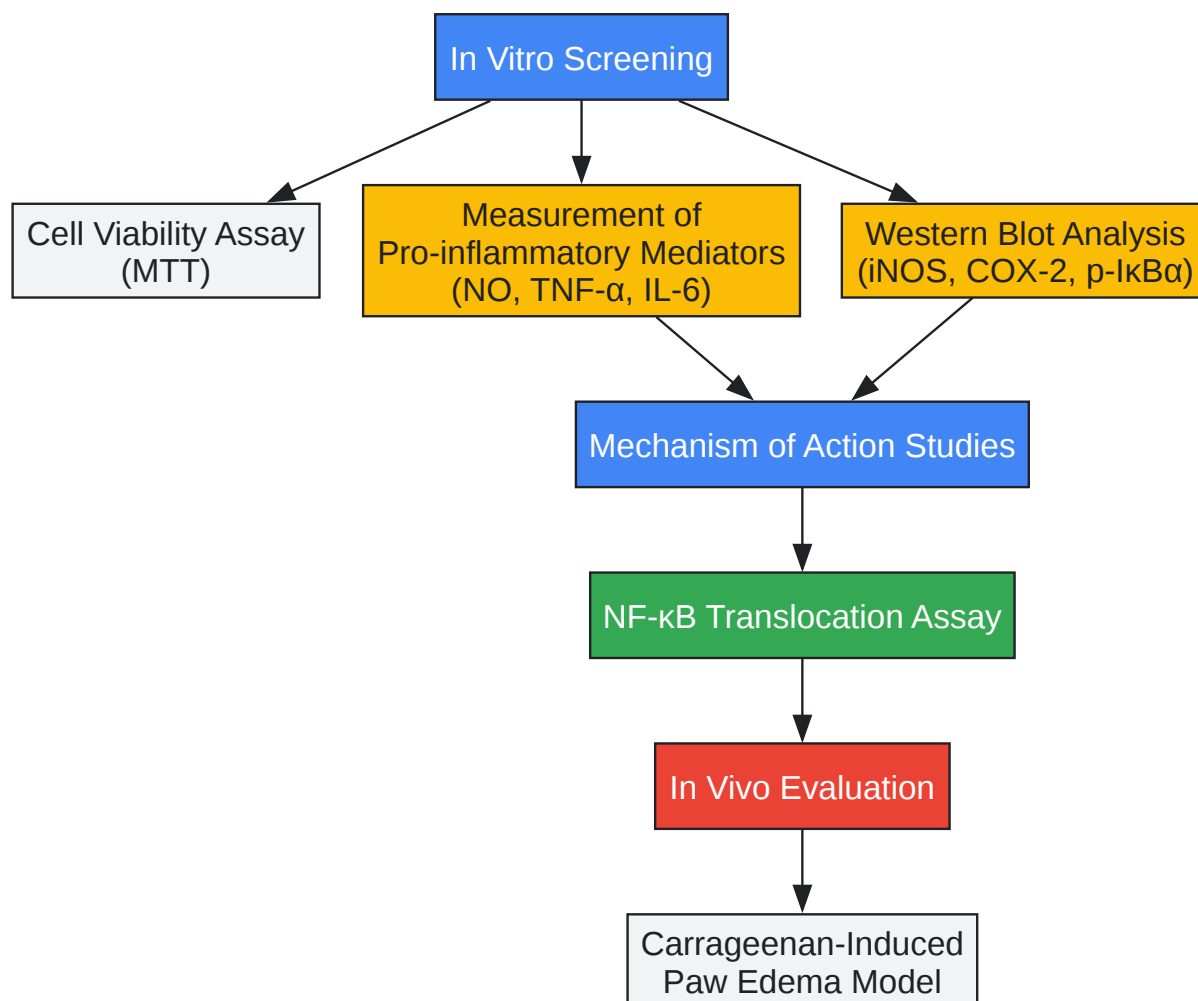 In Vitro Screening
Cell Viability Assay
(MTT)
Measurement of
Pro-inflammatory Mediators
(NO, TNF-α, IL-6)
Western Blot Analysis
(iNOS, COX-2, p-IκBα)
Mechanism of Action Studies
NF-κB Translocation Assay
In Vivo Evaluation
Carrageenan-Induced
Paw Edema Model